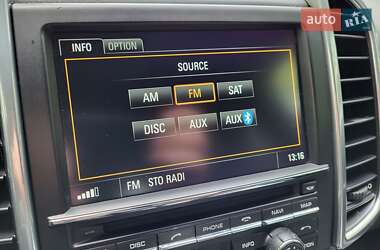 auto RIA
INFO OPTION
SOURCE
AM FM SAT
DISC AUX AUX
FM STO RADI 13:16
PHONE NAVI MAP
DISC INFO